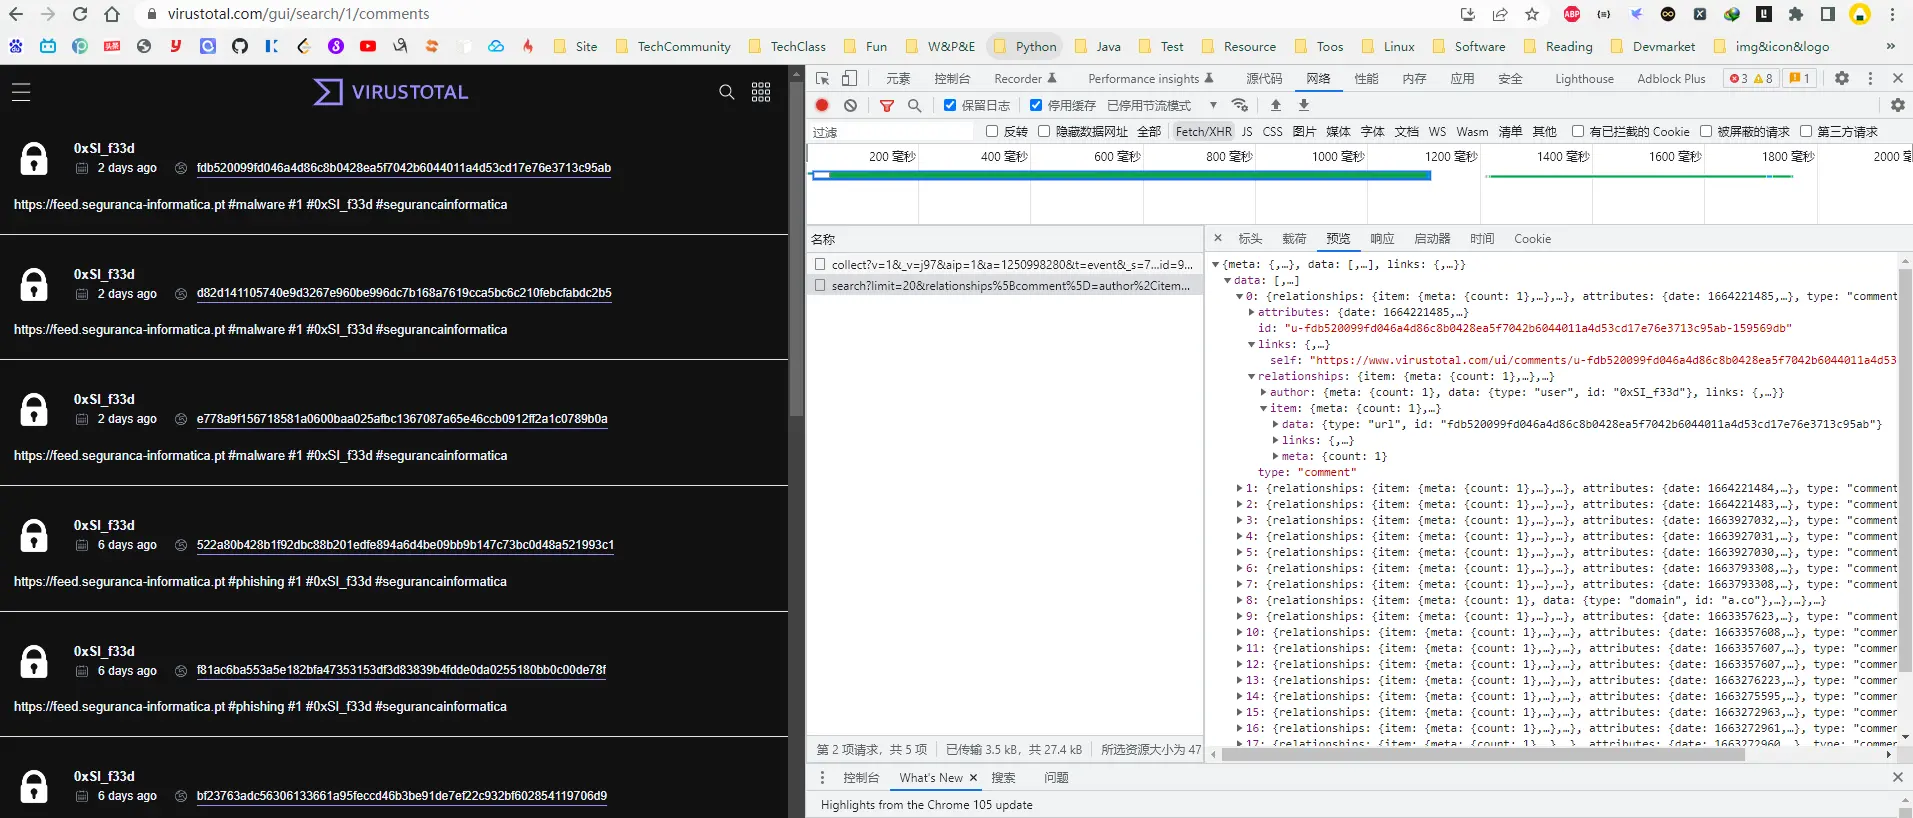 virustotal.com/gui/search/1/comments
Site TechCommunity TechClass Fun W&P&E Python Java Test Resource Toos Linux Software Reading Devmarket img&icon&logo »
VIRUSTOTAL
0xSI_f33d
2 days ago fdb520099fd046a4d86c8b0428ea5f7042b6044011a4d53cd17e76e3713c95ab
https://feed.seguranca-informatica.pt #malware #1 #0xSI_f33d #segurancainformatica
0xSI_f33d
2 days ago d82d141105740e9d3267e960be996dc7b168a7619cca5bc6c210febcfabdc2b5
https://feed.seguranca-informatica.pt #malware #1 #0xSI_f33d #segurancainformatica
0xSI_f33d
2 days ago e778a9f156718581a0600baa025afbc1367087a65e46ccb0912ff2a1c0789b0a
https://feed.seguranca-informatica.pt #malware #1 #0xSI_f33d #segurancainformatica
0xSI_f33d
6 days ago 522a80b428b1f92dbc88b201edfe894a6d4be09bb9b147c73bc0d48a521993c1
https://feed.seguranca-informatica.pt #phishing #1 #0xSI_f33d #segurancainformatica
0xSI_f33d
6 days ago f81ac6ba553a5e182bfa47353153df3d83839b4fdde0da0255180bb0c00de78f
https://feed.seguranca-informatica.pt #phishing #1 #0xSI_f33d #segurancainformatica
0xSI_f33d
6 days ago bf23763adc56306133661a95feccd46b3be91de7ef22c932bf602854119706d9
元素 控制台 Recorder Performance insights 源代码 网络 性能 内存 应用 安全 Lighthouse Adblock Plus 3 8 1
保留日志 停用缓存 已停用节流模式
过滤 反转 隐藏数据网址 全部 Fetch/XHR JS CSS 图片 媒体 字体 文档 WS Wasm 清单 其他 有已拦截的 Cookie 被屏蔽的请求 第三方请求
200 毫秒 400 毫秒 600 毫秒 800 毫秒 1000 毫秒 1200 毫秒 1400 毫秒 1600 毫秒 1800 毫秒 2000 毫
名称
collect?v=1&_v=j97&aip=1&a=1250998280&t=event&_s=7...id=9...
search?limit=20&relationships%5Bcomment%5D=author%2Citem...
第 2 项请求，共 5 项 已传输 3.5 kB，共 27.4 kB 所选资源大小为 47
标头 载荷 预览 响应 启动器 时间 Cookie
{meta: {,…}, data: [,…], links: {,…}}
data: [,…]
0: {relationships: {item: {meta: {count: 1},…},…}, attributes: {date: 1664221485,…}, type: "commen
attributes: {date: 1664221485,…}
id: "u-fdb520099fd046a4d86c8b0428ea5f7042b6044011a4d53cd17e76e3713c95ab-159569db"
links: {,…}
self: "https://www.virustotal.com/ui/comments/u-fdb520099fd046a4d86c8b0428ea5f7042b6044011a4d53
relationships: {item: {meta: {count: 1},…},…}
author: {meta: {count: 1}, data: {type: "user", id: "0xSI_f33d"}, links: {,…}}
item: {meta: {count: 1},…}
data: {type: "url", id: "fdb520099fd046a4d86c8b0428ea5f7042b6044011a4d53cd17e76e3713c95ab"}
links: {,…}
meta: {count: 1}
type: "comment"
1: {relationships: {item: {meta: {count: 1},…},…}, attributes: {date: 1664221484,…}, type: "comment
2: {relationships: {item: {meta: {count: 1},…},…}, attributes: {date: 1664221483,…}, type: "comment
3: {relationships: {item: {meta: {count: 1},…},…}, attributes: {date: 1663927032,…}, type: "comment
4: {relationships: {item: {meta: {count: 1},…},…}, attributes: {date: 1663927031,…}, type: "comment
5: {relationships: {item: {meta: {count: 1},…},…}, attributes: {date: 1663927030,…}, type: "comment
6: {relationships: {item: {meta: {count: 1},…},…}, attributes: {date: 1663793308,…}, type: "comment
7: {relationships: {item: {meta: {count: 1},…},…}, attributes: {date: 1663793308,…}, type: "comment
8: {relationships: {item: {meta: {count: 1}, data: {type: "domain", id: "a.co"},…},…},…}
9: {relationships: {item: {meta: {count: 1},…},…}, attributes: {date: 1663357623,…}, type: "comment
10: {relationships: {item: {meta: {count: 1},…},…}, attributes: {date: 1663357608,…}, type: "commen
11: {relationships: {item: {meta: {count: 1},…},…}, attributes: {date: 1663357607,…}, type: "commen
12: {relationships: {item: {meta: {count: 1},…},…}, attributes: {date: 1663357607,…}, type: "commen
13: {relationships: {item: {meta: {count: 1},…},…}, attributes: {date: 1663276223,…}, type: "commen
14: {relationships: {item: {meta: {count: 1},…},…}, attributes: {date: 1663275595,…}, type: "commen
15: {relationships: {item: {meta: {count: 1},…},…}, attributes: {date: 1663272963,…}, type: "commen
16: {relationships: {item: {meta: {count: 1},…},…}, attributes: {date: 1663272961,…}, type: "commen
控制台 What's New 搜索 问题
Highlights from the Chrome 105 update